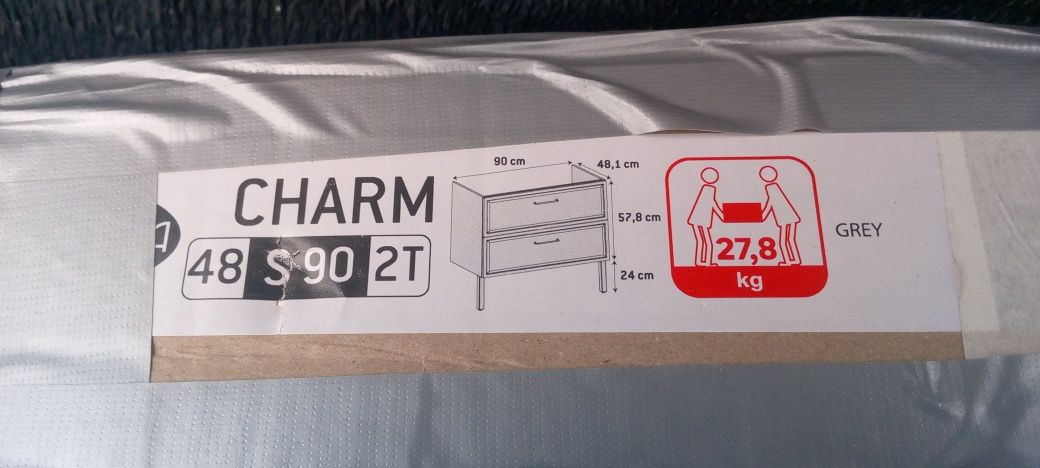 CHARM
48 S 90 2T
90 cm
48,1 cm
57,8 cm
24 cm
27,8
kg
GREY